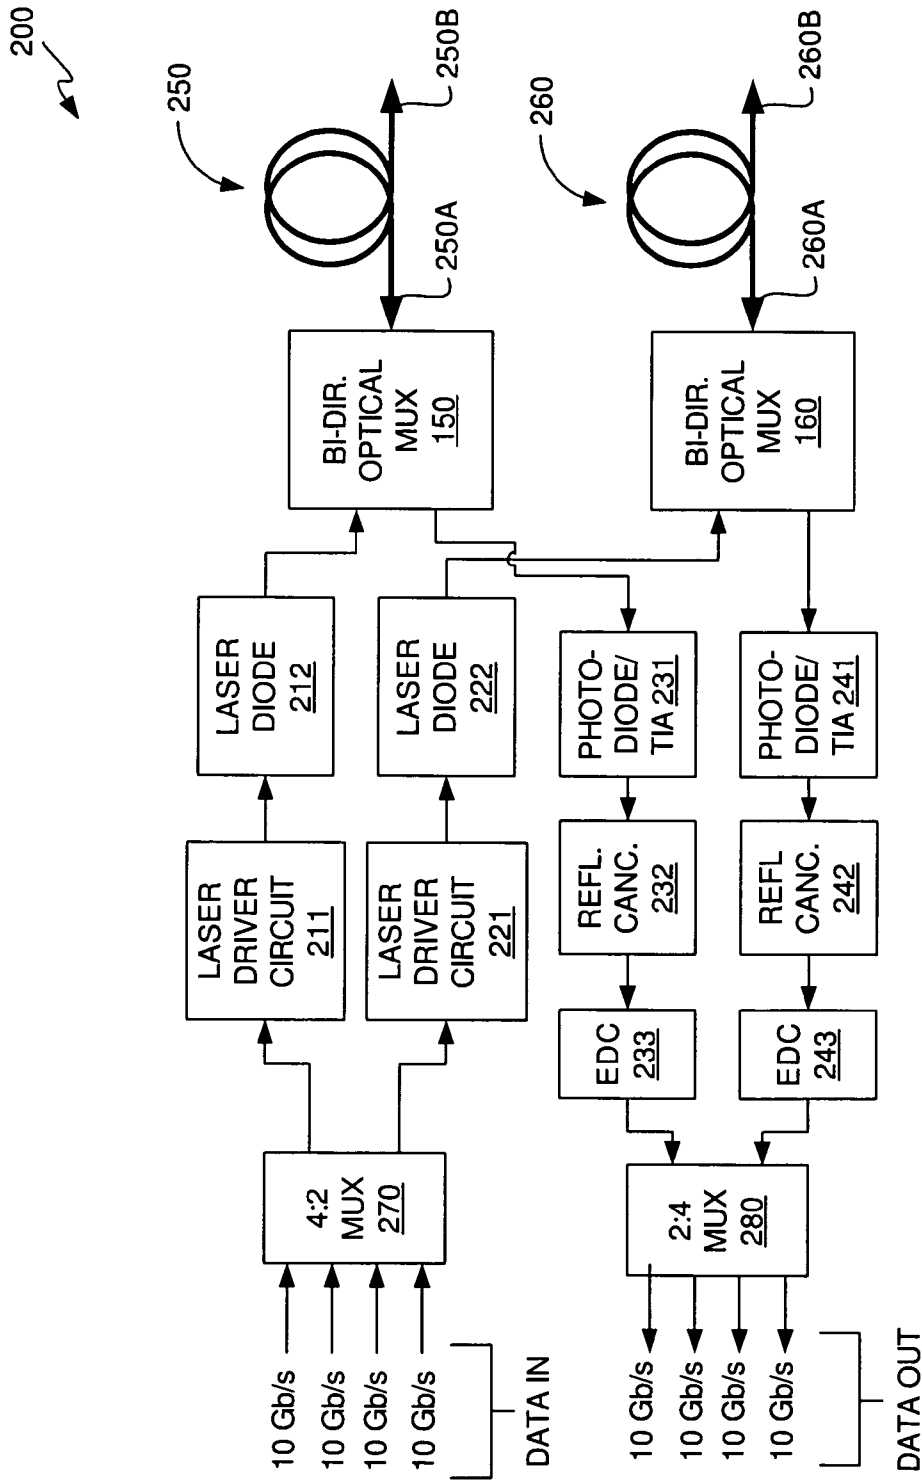 200
250
250B
250A
260
260B
260A
BI-DIR.
OPTICAL
MUX
150
BI-DIR.
OPTICAL
MUX
160
LASER
DIODE
212
LASER
DIODE
222
PHOTO-
DIODE/
TIA 231
PHOTO-
DIODE/
TIA 241
LASER
DRIVER
CIRCUIT
211
LASER
DRIVER
CIRCUIT
221
REFL.
CANC.
232
REFL
CANC.
242
EDC
233
EDC
243
4:2
MUX
270
2:4
MUX
280
10 Gb/s
10 Gb/s
10 Gb/s
10 Gb/s
DATA IN
10 Gb/s
10 Gb/s
10 Gb/s
10 Gb/s
DATA OUT